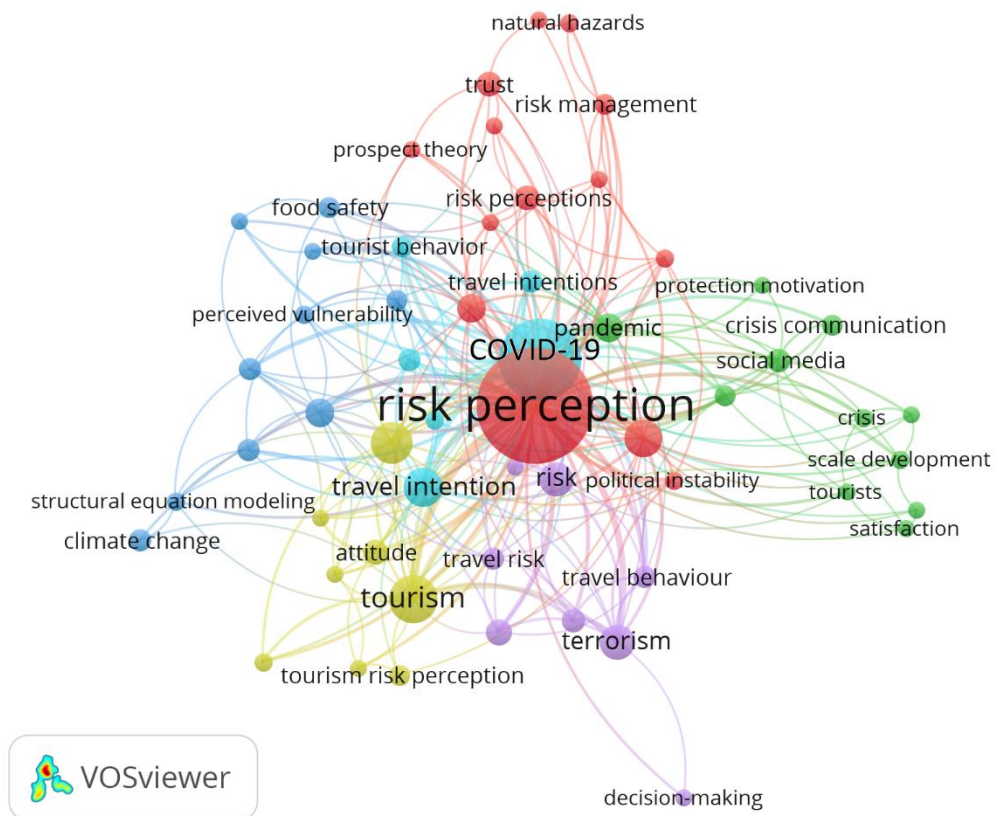 natural hazards
trust
risk management
prospect theory
risk perceptions
food safety
tourist behavior
travel intentions
protection motivation
perceived vulnerability
pandemic
crisis communication
COVID-19
social media
risk perception
crisis
scale development
risk
political instability
travel intention
tourists
structural equation modeling
satisfaction
climate change
attitude
travel risk
travel behaviour
tourism
terrorism
tourism risk perception
VOSviewer
decision-making